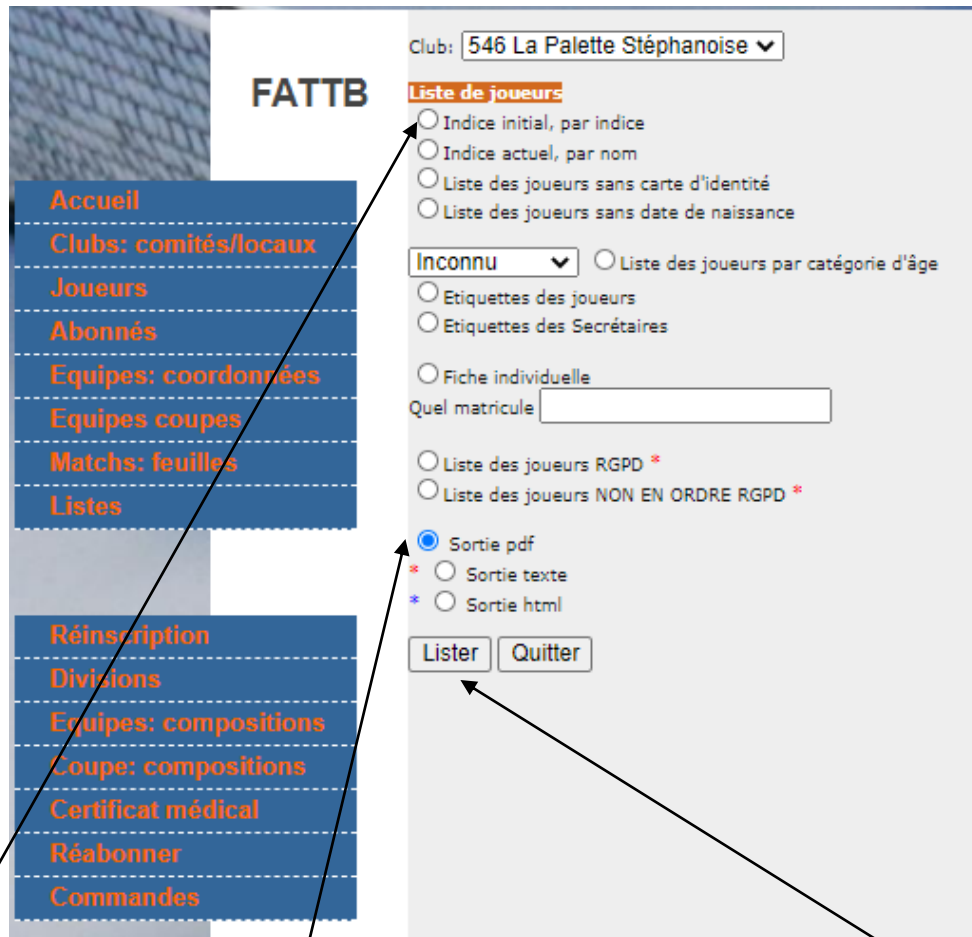 Club: 546 La Palette Stéphanoise
FATTB
Liste de joueurs
Indice initial, par indice
Indice actuel, par nom
Liste des joueurs sans carte d'identité
Liste des joueurs sans date de naissance
Inconnu Liste des joueurs par catégorie d'âge
Etiquettes des joueurs
Etiquettes des Secrétaires
Fiche individuelle
Quel matricule
Liste des joueurs RGPD *
Liste des joueurs NON EN ORDRE RGPD *
Sortie pdf
* Sortie texte
* Sortie html
Lister Quitter
Accueil
Clubs: comités/locaux
Joueurs
Abonnés
Equipes: coordonnées
Equipes coupes
Matchs: feuilles
Listes
Réinscription
Divisions
Equipes: compositions
Coupe: compositions
Certificat médical
Réabonner
Commandes